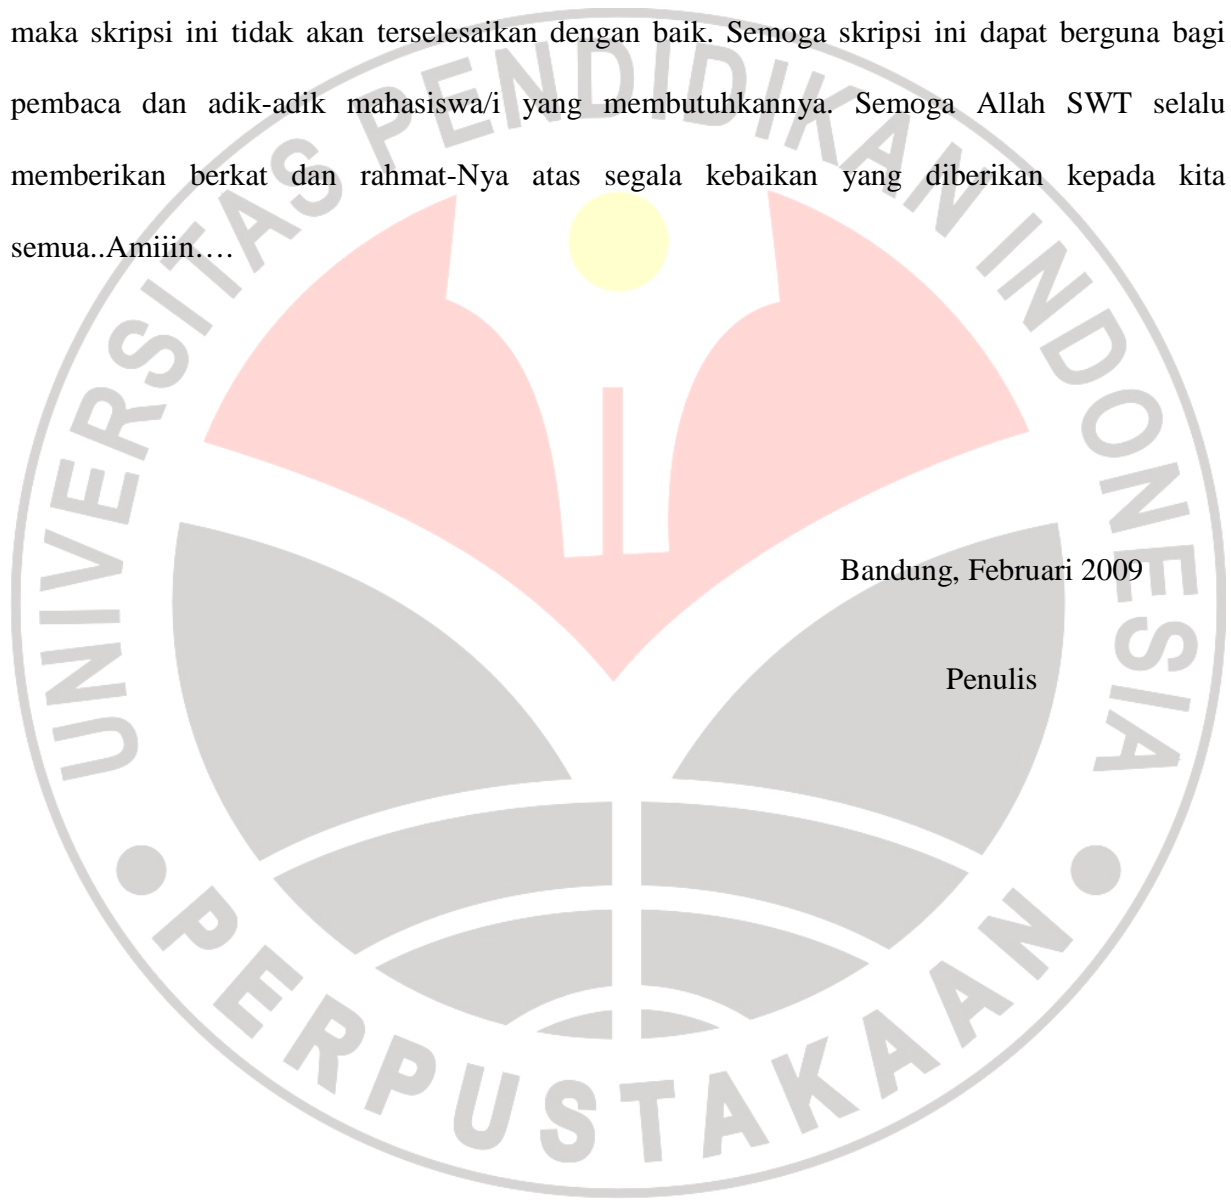 maka skripsi ini tidak akan terselesaikan dengan baik. Semoga skripsi ini dapat berguna bagi
pembaca dan adik-adik mahasiswa/i yang membutuhkannya. Semoga Allah SWT selalu
memberikan berkat dan rahmat-Nya atas segala kebaikan yang diberikan kepada kita
semua..Amiiin….
Bandung, Februari 2009
Penulis
UNIVERSITAS PENDIDIKAN INDONESIA
PERPUSTAKAAN